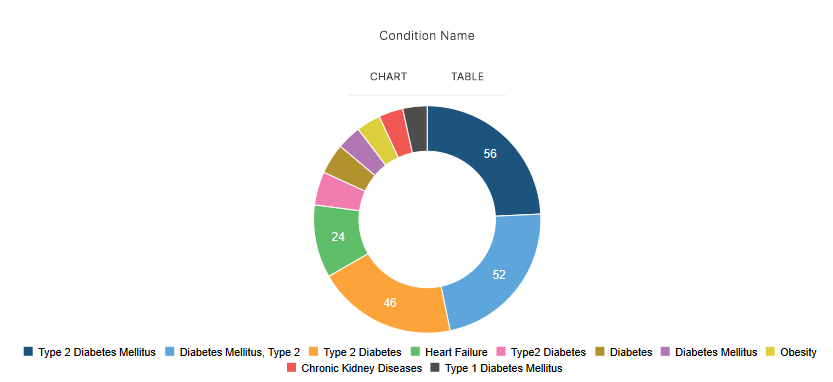 Condition Name
CHART TABLE
56
24
52
46
Type 2 Diabetes Mellitus Diabetes Mellitus, Type 2 Type 2 Diabetes Heart Failure Type2 Diabetes Diabetes Diabetes Mellitus Obesity
Chronic Kidney Diseases Type 1 Diabetes Mellitus